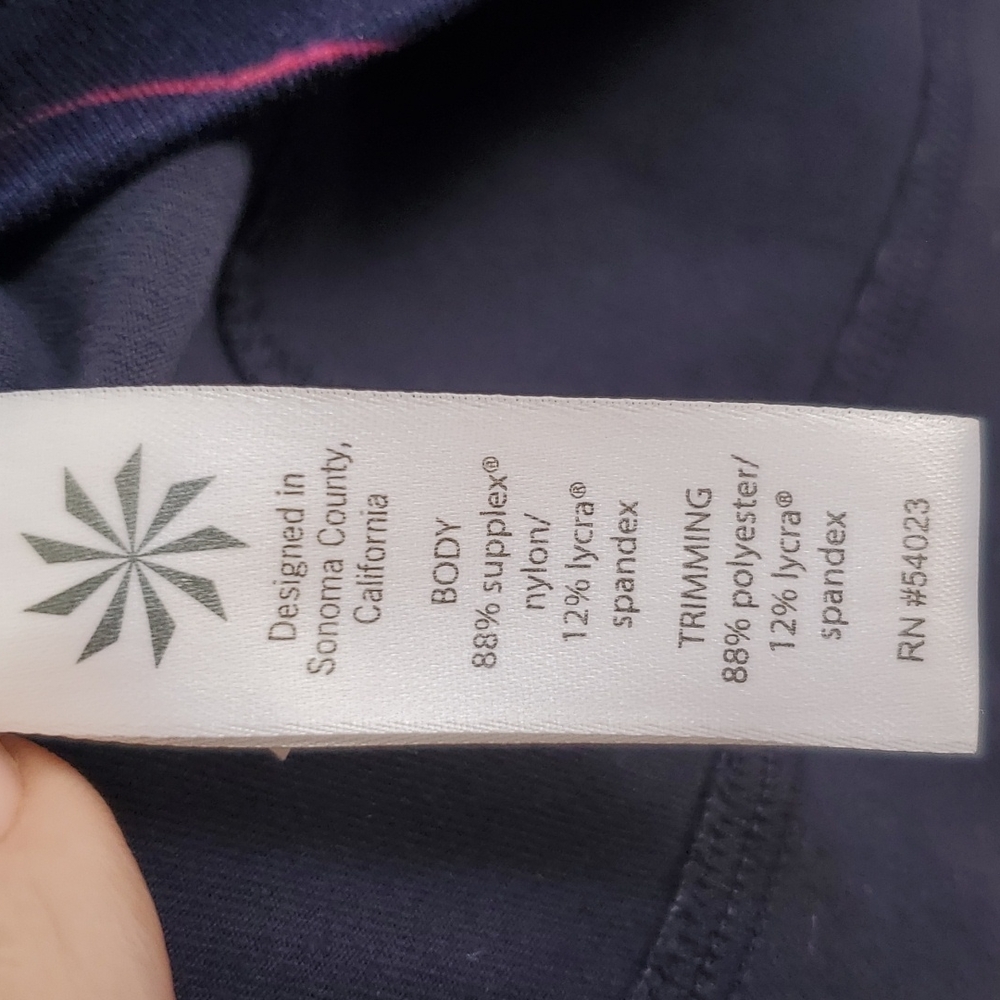 Designed in
Sonoma County,
California
BODY
88% supplex®
nylon/
12% lycra®
spandex
TRIMMING
88% polyester/
12% lycra®
spandex
RN #54023